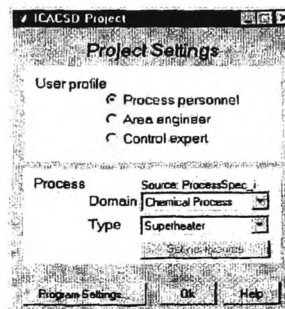 ICACSD Project
Project Settings
User profile
Process personnel
Area engineer
Control expert
Process
Source: ProcessSpec_i
Domain Chemical Process
Type Superheater
Program Settings Ok Help